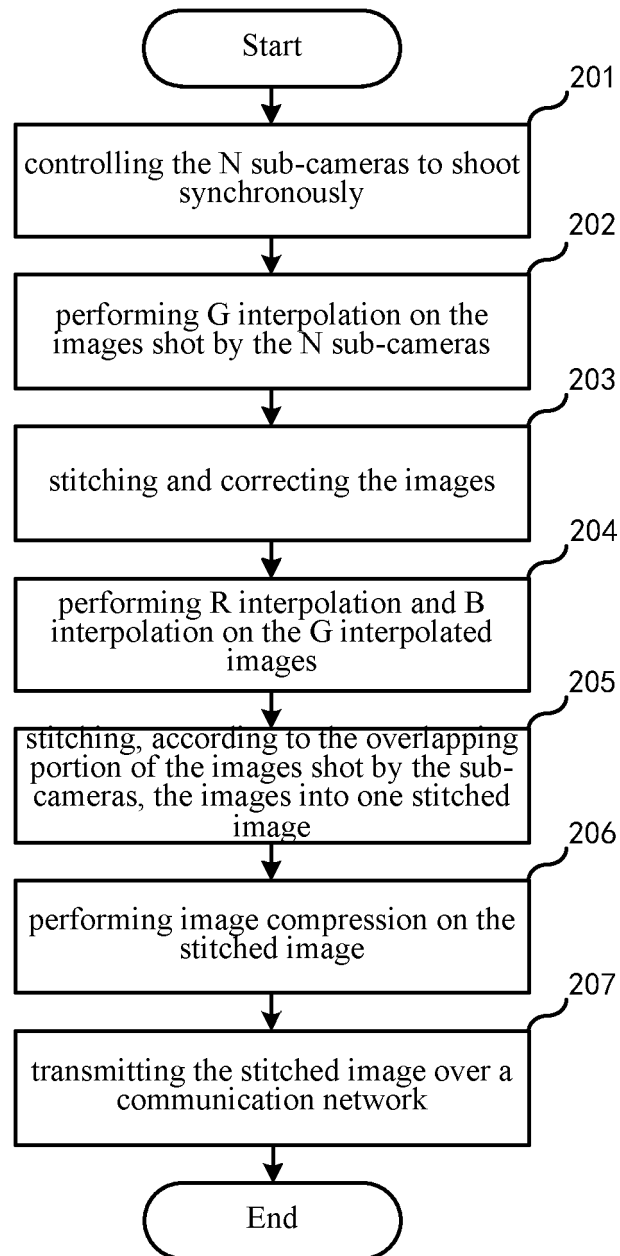 Start
201
controlling the N sub-cameras to shoot
synchronously
202
performing G interpolation on the
images shot by the N sub-cameras
203
stitching and correcting the images
204
performing R interpolation and B
interpolation on the G interpolated
images
205
stitching, according to the overlapping
portion of the images shot by the sub-
cameras, the images into one stitched
image
206
performing image compression on the
stitched image
207
transmitting the stitched image over a
communication network
End